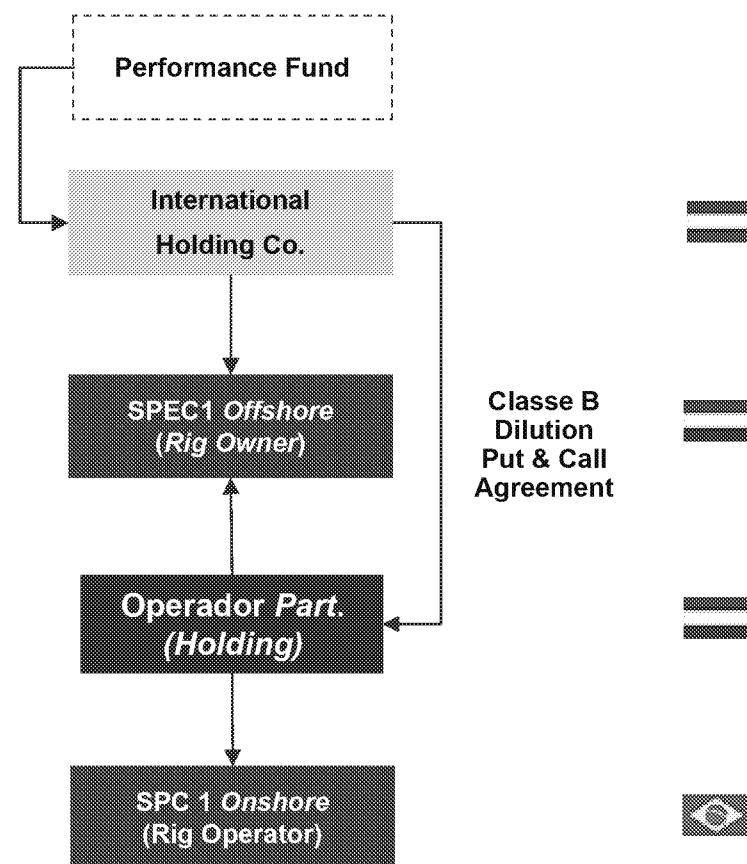 Performance Fund
International
Holding Co.
SPEC1 Offshore
(Rig Owner)
Classe B
Dilution
Put & Call
Agreement
Operador Part.
(Holding)
SPC 1 Onshore
(Rig Operator)